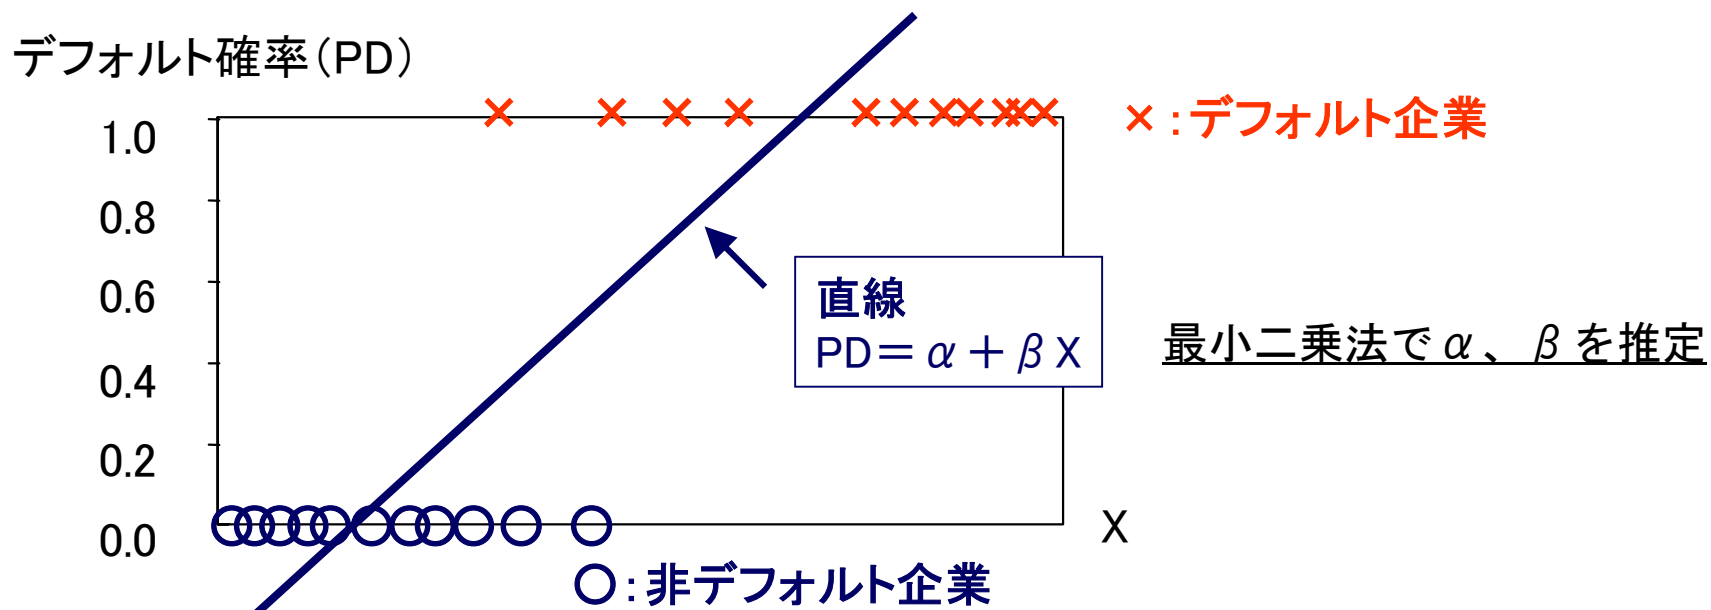 デフォルト確率(PD)
×:デフォルト企業
1.0
0.8
0.6
0.4
0.2
0.0
直線
PD=α+βX
最小二乗法でα、βを推定
X
○:非デフォルト企業